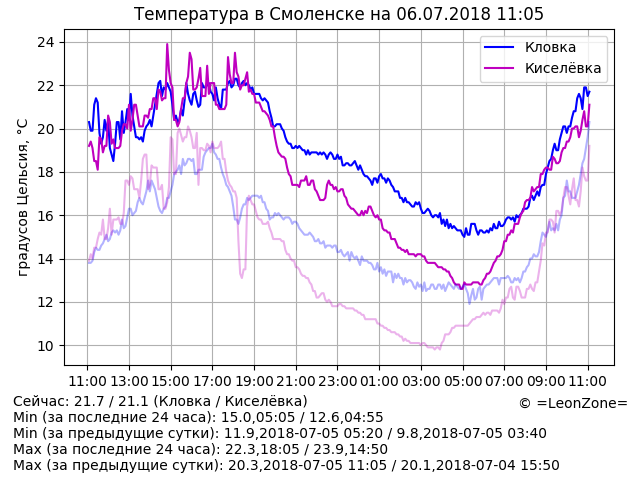 Температура в Смоленске на 06.07.2018 11:05
24
22
20
18
16
14
12
10
градусов Цельсия, °C
Кловка
Киселёвка
11:00 13:00 15:00 17:00 19:00 21:00 23:00 01:00 03:00 05:00 07:00 09:00 11:00
Сейчас: 21.7 / 21.1 (Кловка / Киселёвка)
© =LeonZone=
Min (за последние 24 часа): 15.0,05:05 / 12.6,04:55
Min (за предыдущие сутки): 11.9,2018-07-05 05:20 / 9.8,2018-07-05 03:40
Max (за последние 24 часа): 22.3,18:05 / 23.9,14:50
Max (за предыдущие сутки): 20.3,2018-07-05 11:05 / 20.1,2018-07-04 15:50